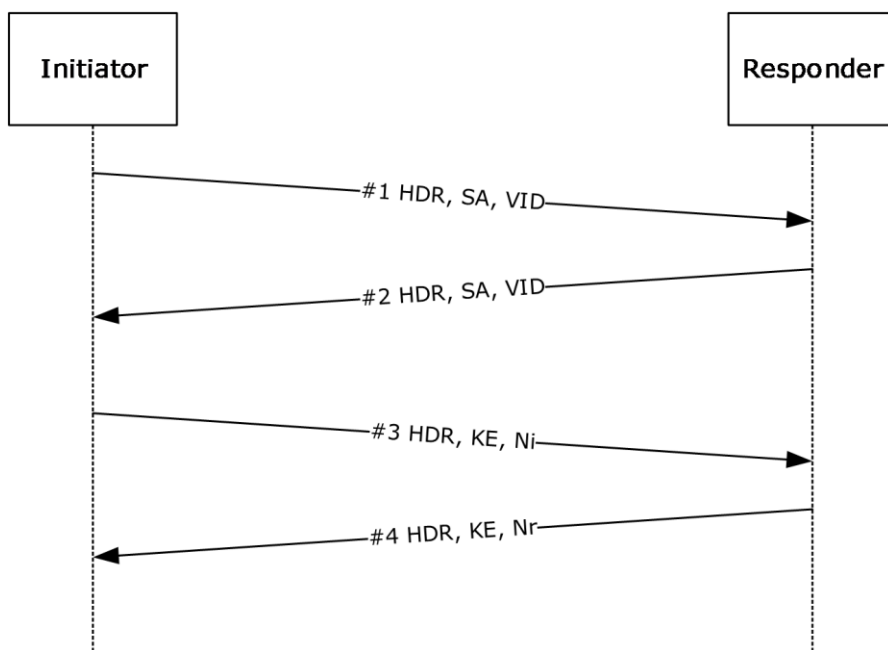 Initiator
Responder
#1 HDR, SA, VID
#2 HDR, SA, VID
#3 HDR, KE, Ni
#4 HDR, KE, Nr